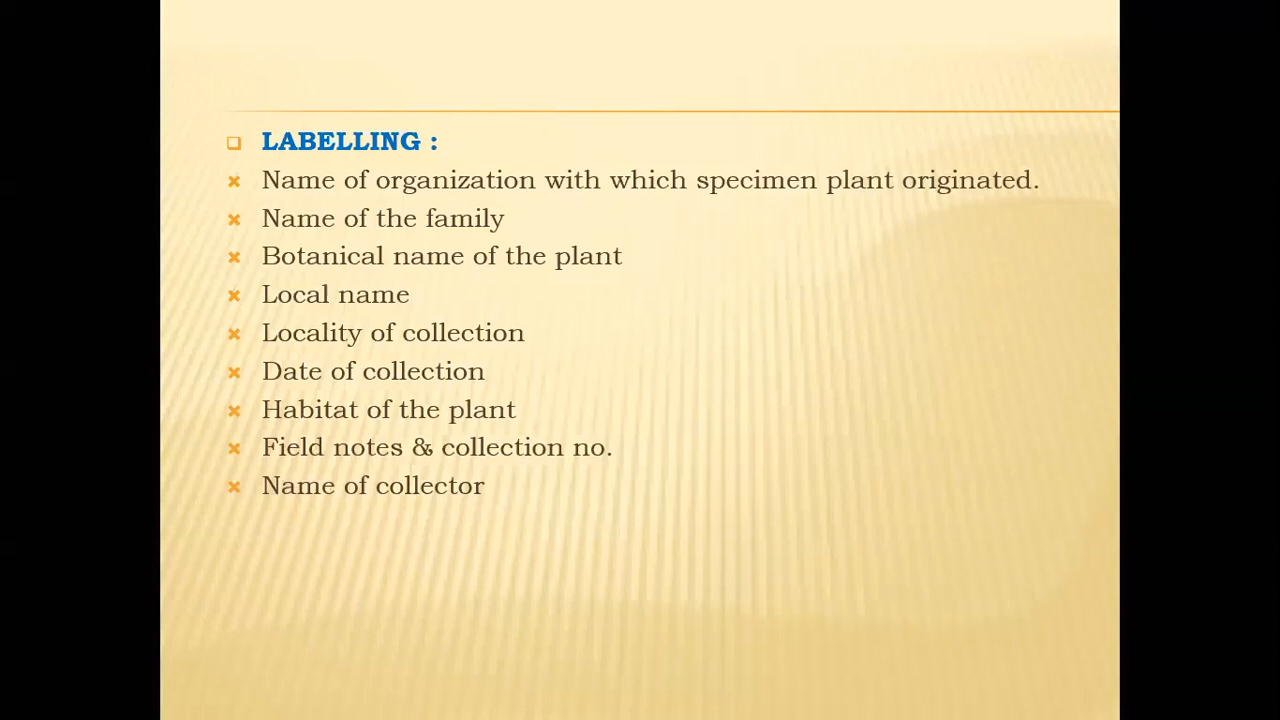 LABELLING :
Name of organization with which specimen plant originated.
Name of the family
Botanical name of the plant
Local name
Locality of collection
Date of collection
Habitat of the plant
Field notes & collection no.
Name of collector